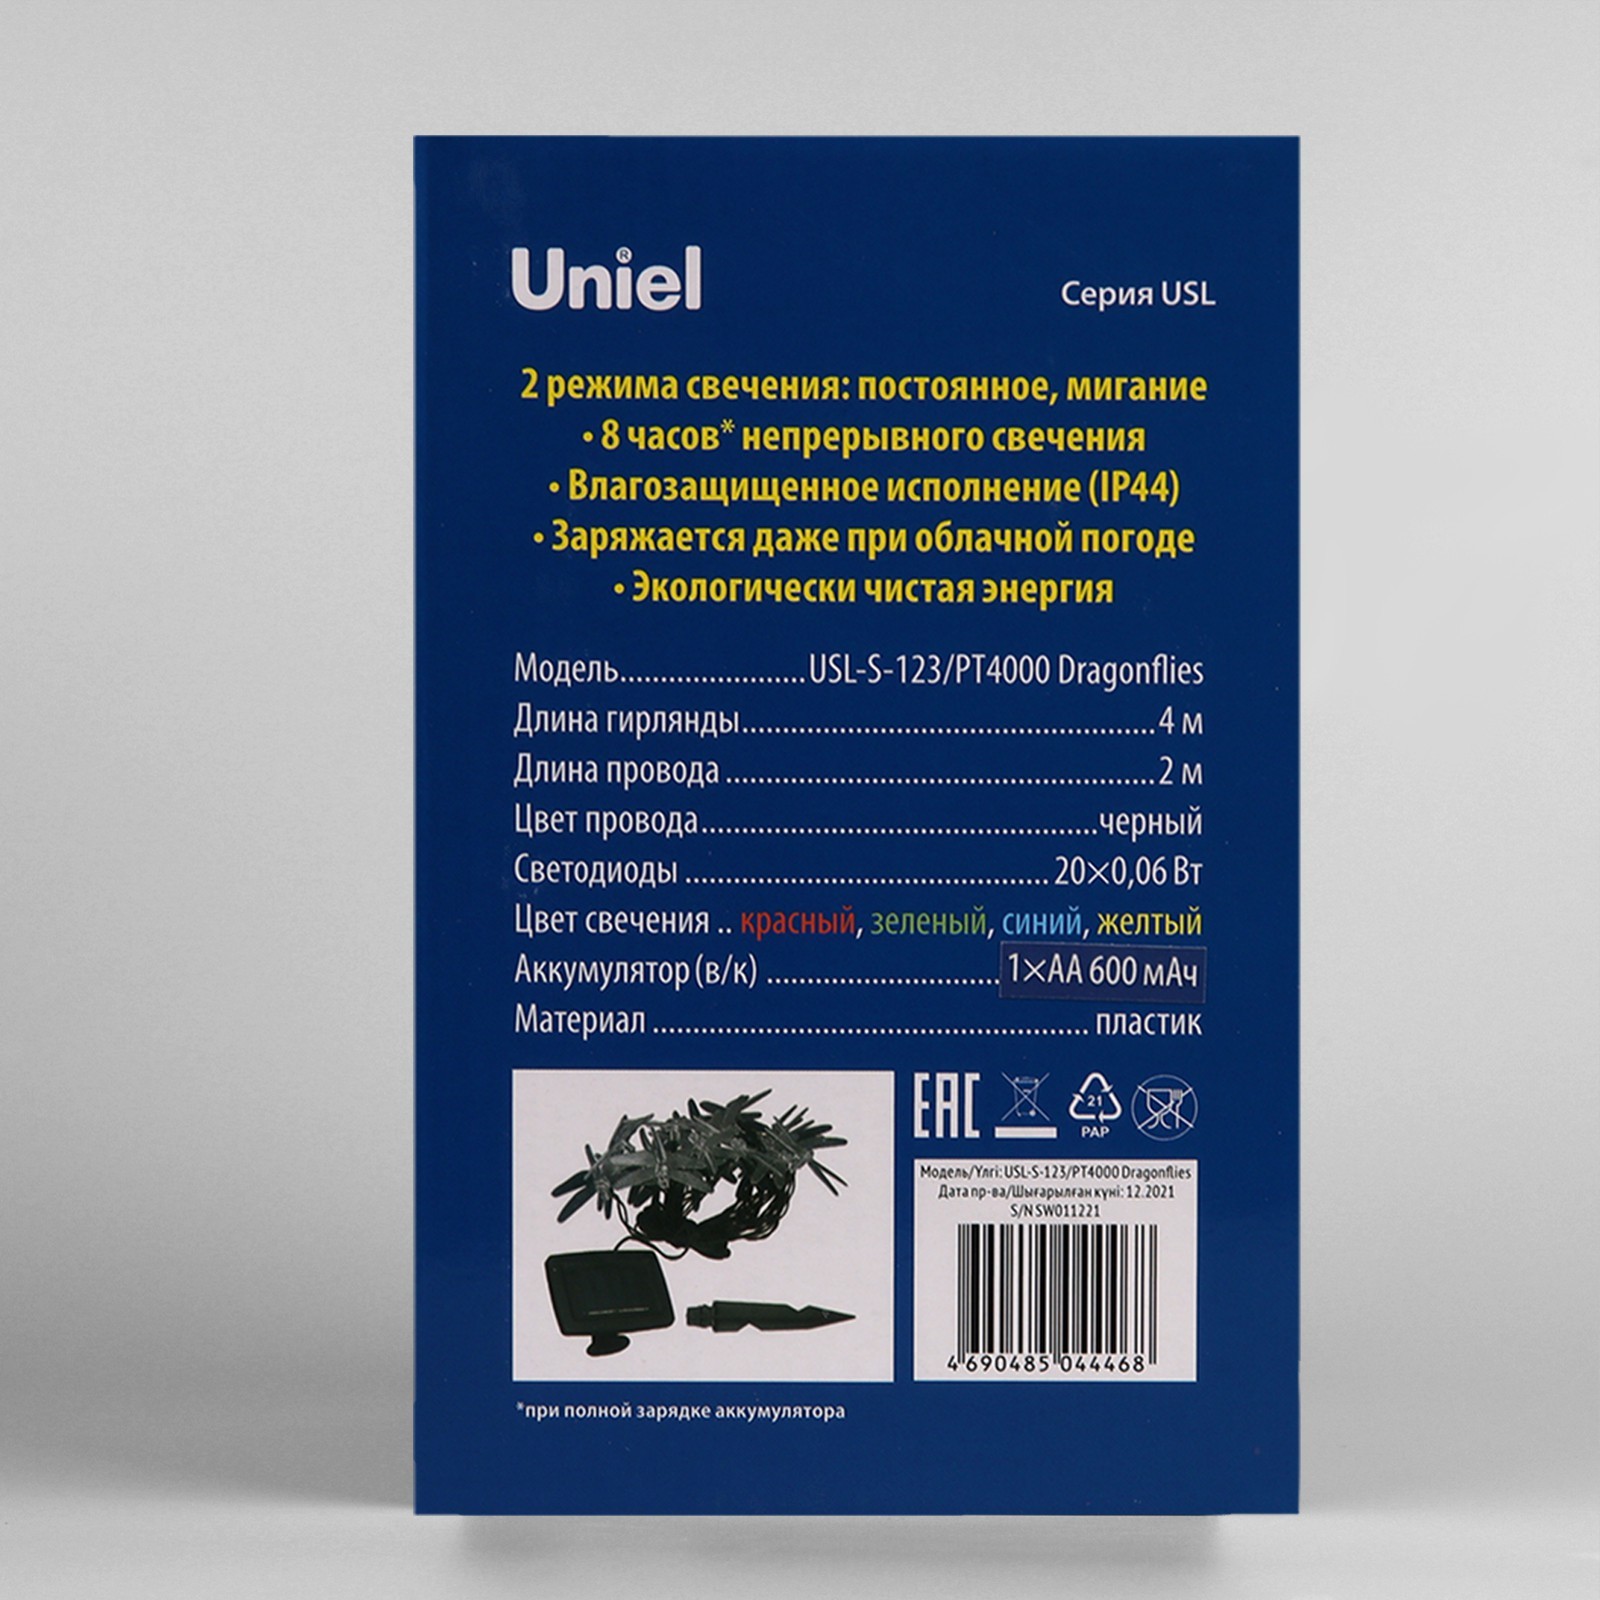 Uniel®
Серия USL
2 режима свечения: постоянное, мигание
• 8 часов* непрерывного свечения
• Влагозащищенное исполнение (IP44)
• Заряжается даже при облачной погоде
• Экологически чистая энергия
Модель......................USL-S-123/PT4000 Dragonflies
Длина гирлянды...................................................4 м
Длина провода .....................................................2 м
Цвет провода.................................................черный
Светодиоды ............................................. 20×0,06 Вт
Цвет свечения .. красный, зеленый, синий, желтый
Аккумулятор (в/к) .............................1×АА 600 мАч
Материал ...................................................... пластик
EAC
21
PAP
Модель/Үлгі: USL-S-123/PT4000 Dragonflies
Дата пр-ва/Шығарылған күні: 12.2021
S/N SW011221
4 690485 044468
*при полной зарядке аккумулятора